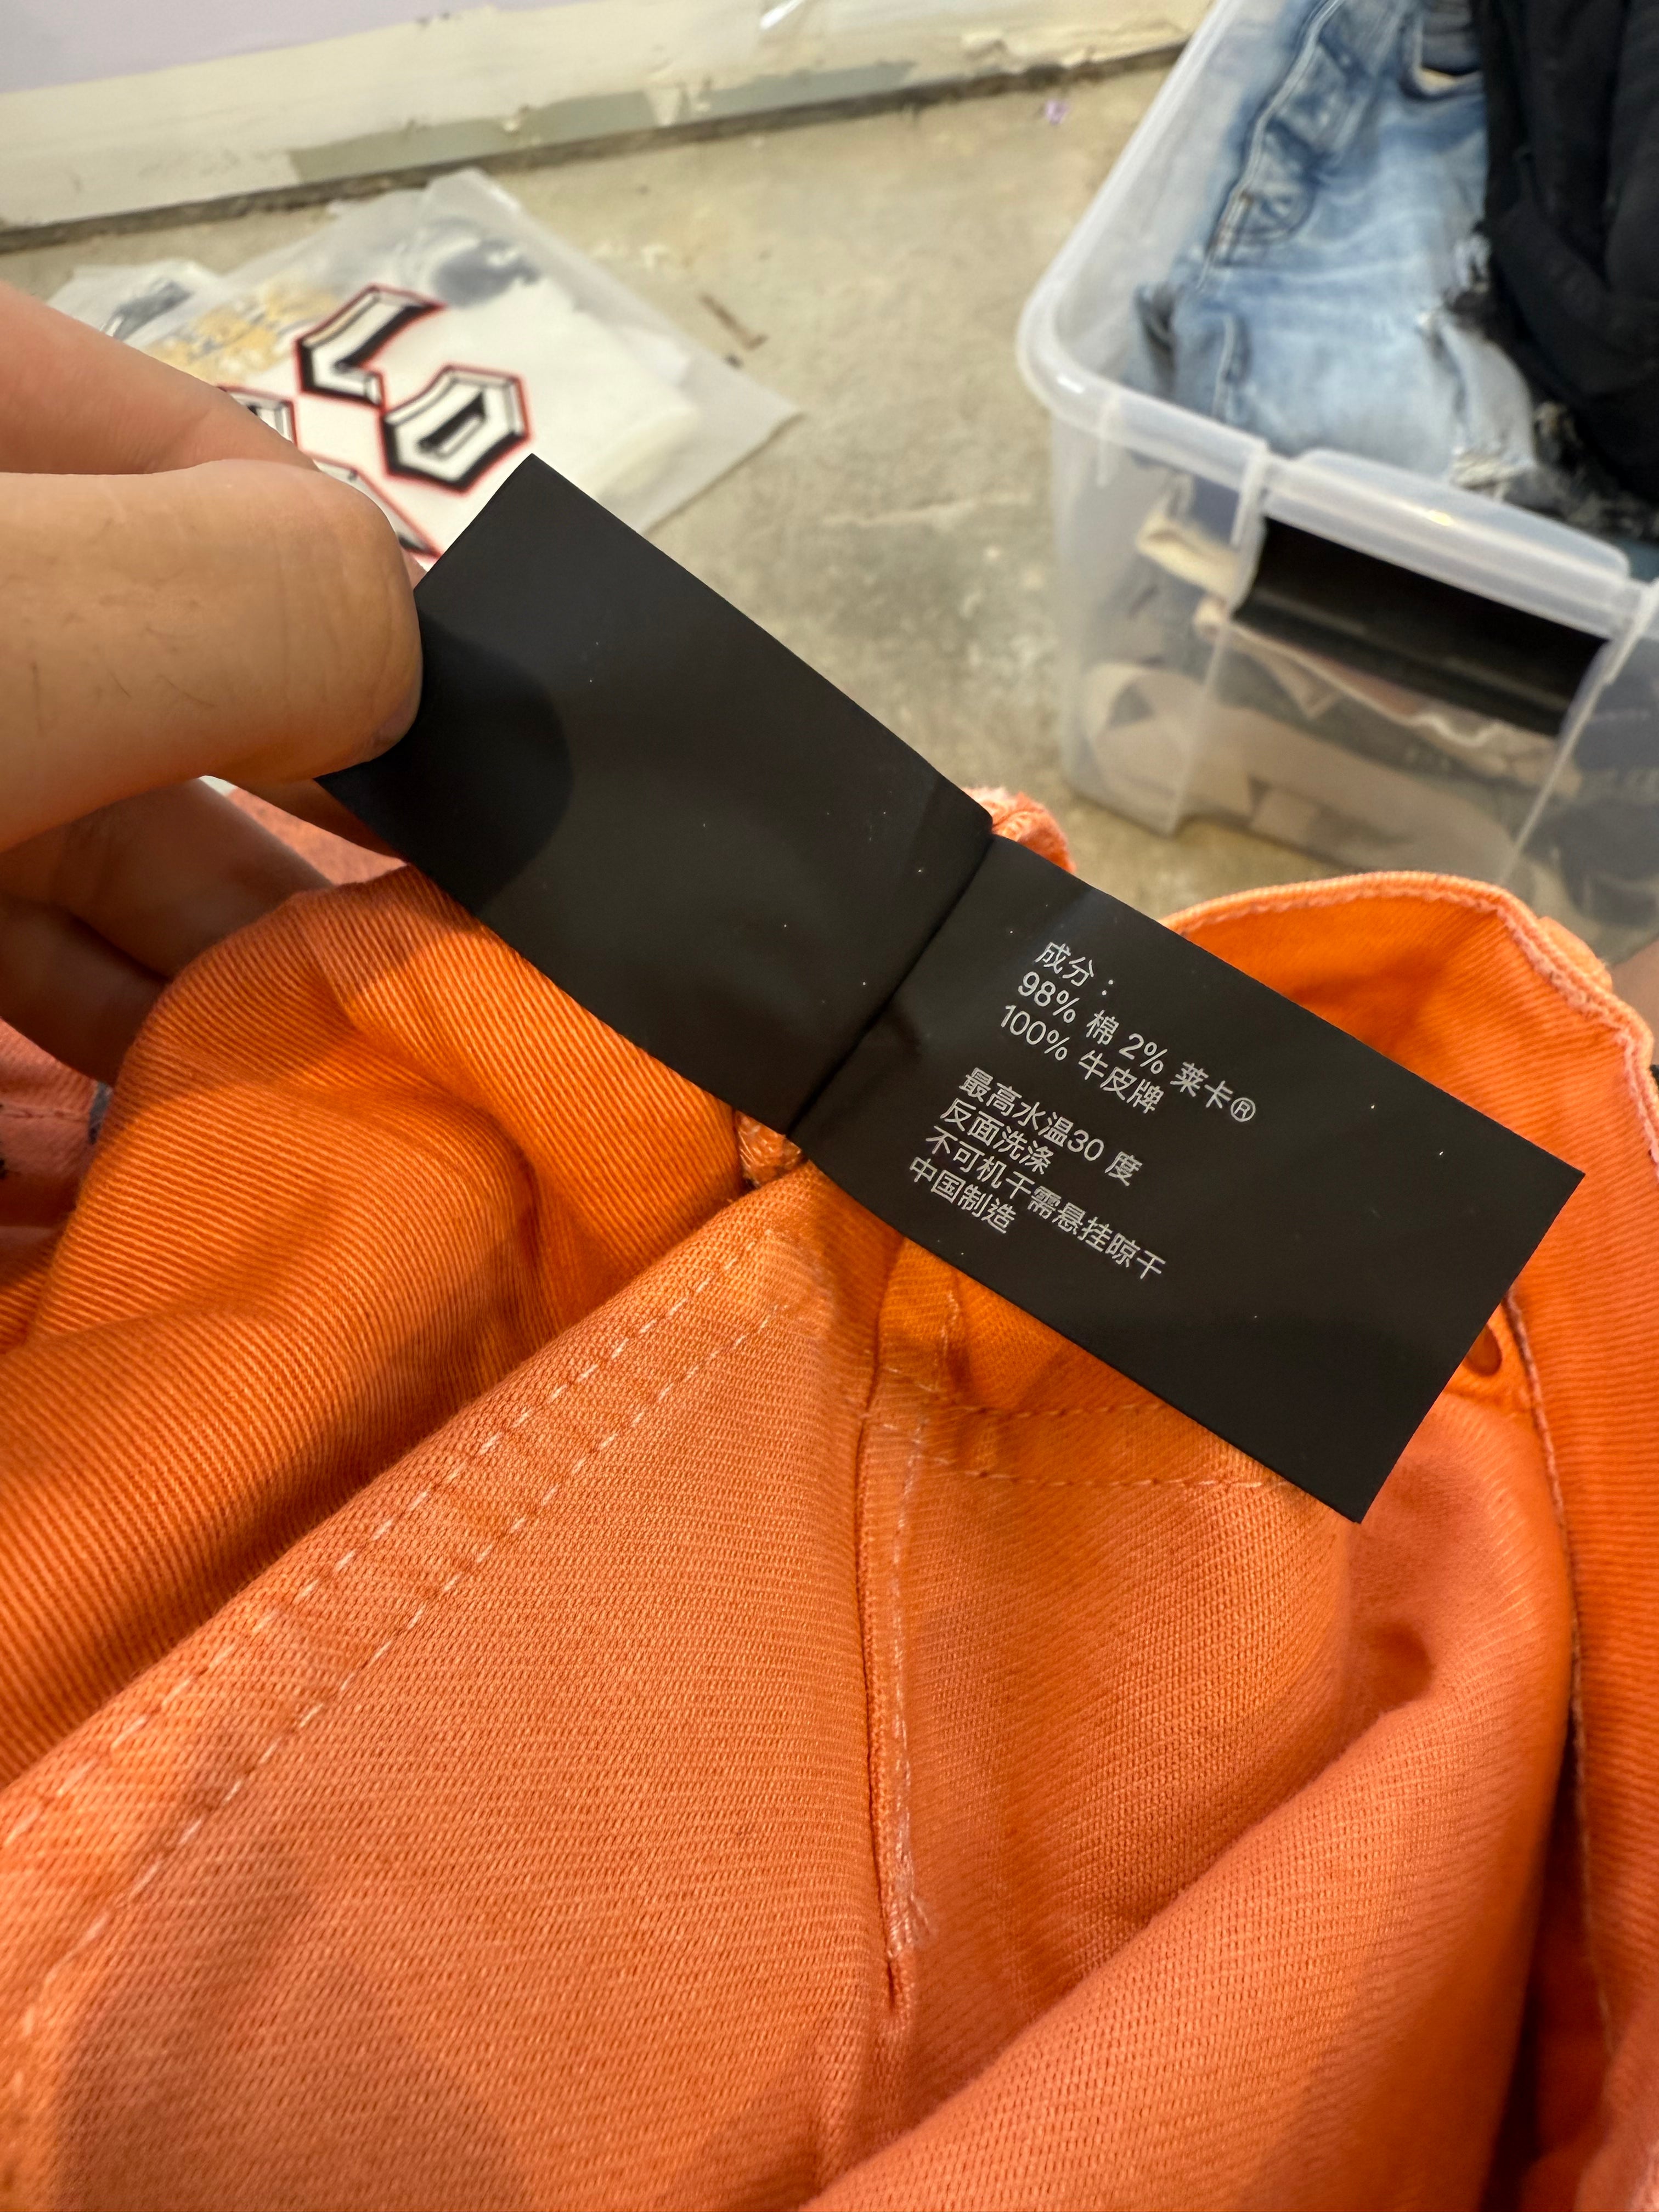 成分：
98% 棉 2% 莱卡®
100% 牛皮牌
最高水温30 度
反面洗涤
不可机干需悬挂晾干
中国制造